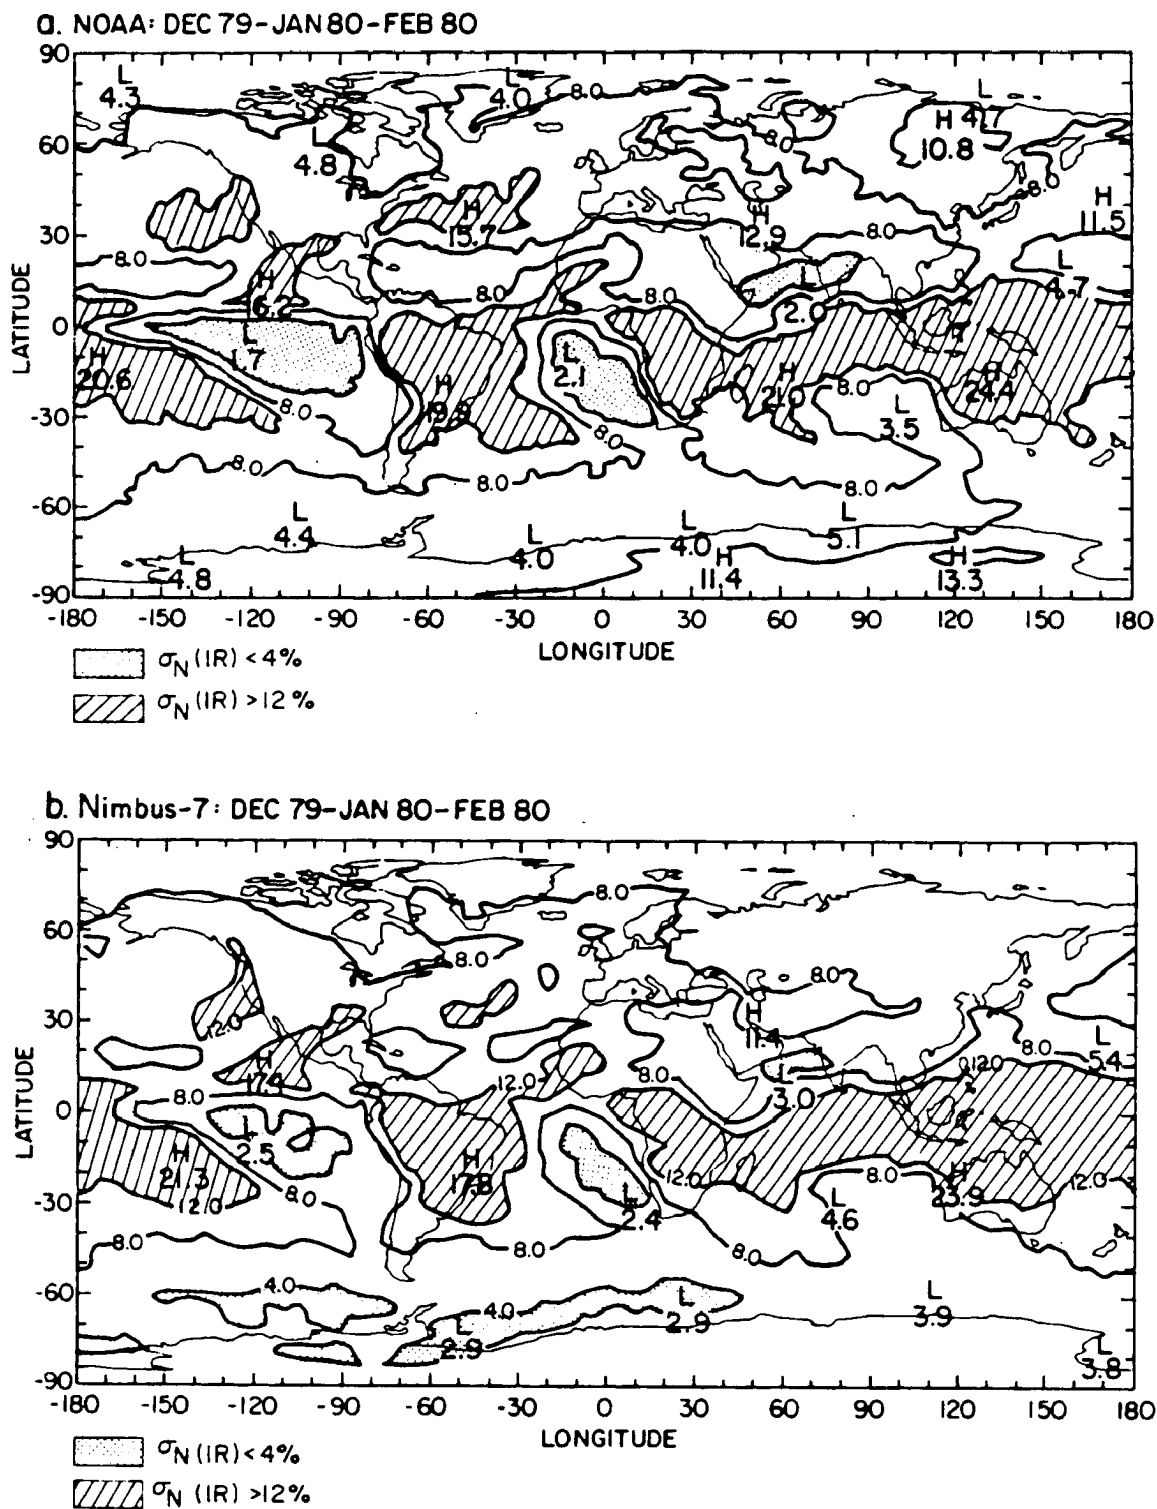 a. NOAA: DEC 79-JAN 80-FEB 80
90
60
30
0
-30
-60
-90
LATITUDE
L 4.3
L 4.0
8.0
L 4.7
H 10.8
L 4.8
8.0
8.0
H 11.5
H 15.7
H 12.9
8.0
8.0
L 4.7
H 16.2
8.0
8.0
L 2.0
L 1.7
H 20.6
L 2.1
H 21.0
8.0
H 24.4
8.0
H
8.0
L 3.5
8.0
8.0
8.0
L 4.4
L 4.0
L 4.0
L 5.1
L 4.8
H 11.4
H 13.3
-180 -150 -120 -90 -60 -30 0 30 60 90 120 150 180
LONGITUDE
σN (IR) <4%
σN (IR) >12%
b. Nimbus-7: DEC 79-JAN 80-FEB 80
90
60
30
0
-30
-60
-90
LATITUDE
8.0
8.0
8.0
12.0
H 11.4
L 5.4
8.0
H 17.4
12.0
8.0
12.0
8.0
L 3.0
L 2.5
H 21.3
12.0
8.0
H 17.8
L 2.4
12.0
8.0
L 4.6
H 23.9
12.0
8.0
8.0
8.0
4.0
4.0
L 2.9
L 2.9
L 3.9
L 3.8
-180 -150 -120 -90 -60 -30 0 30 60 90 120 150 180
LONGITUDE
σN (IR) <4%
σN (IR) >12%